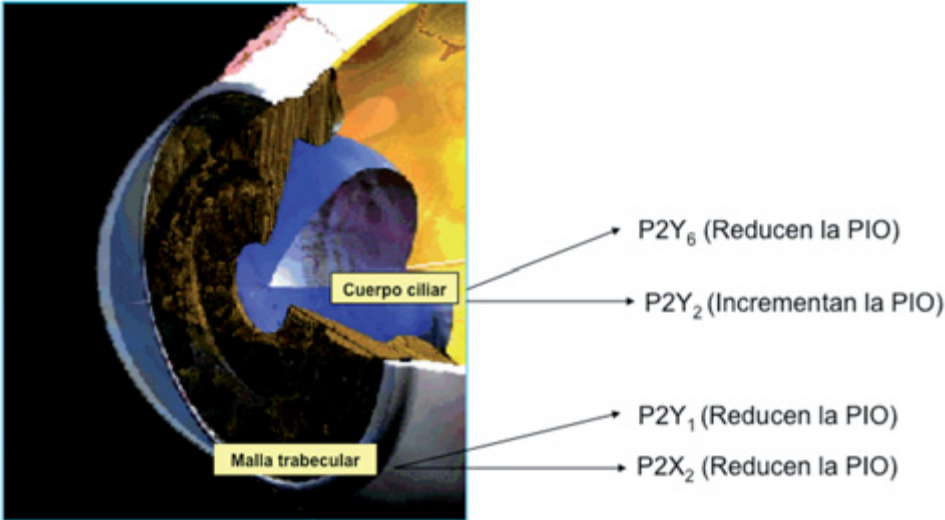 P2Y₆ (Reducen la PIO)
Cuerpo ciliar
P2Y₂ (Incrementan la PIO)
P2Y₁ (Reducen la PIO)
Malla trabecular
P2X₂ (Reducen la PIO)